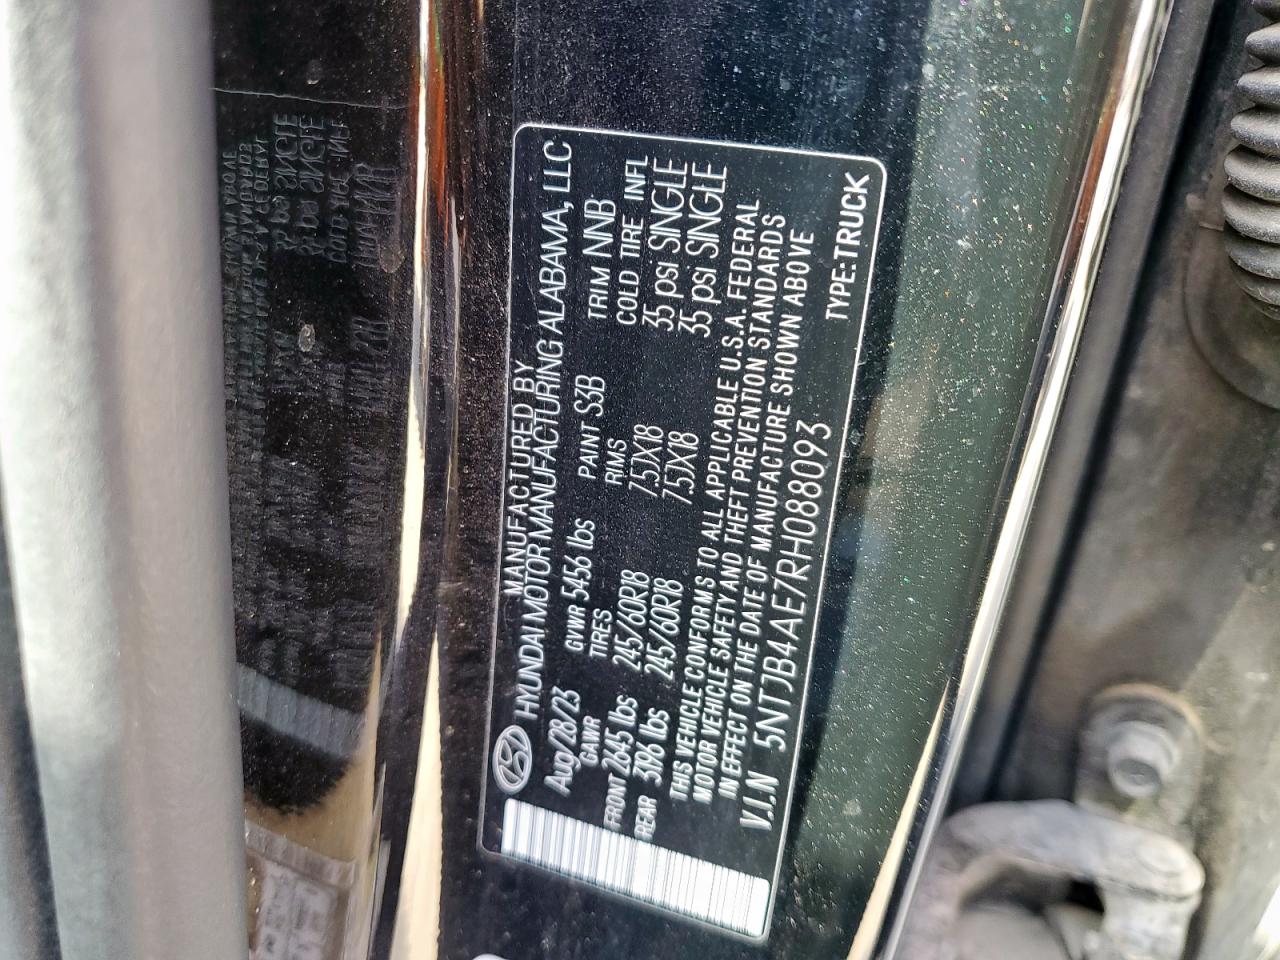 MANUFACTURED BY
HYUNDAI MOTOR MANUFACTURING ALABAMA, LLC
Aug/28/23 GVWR 5456 lbs PAINT S3B TRIM NNB
GAWR TIRES RIMS COLD TIRE INFL
FRONT 2645 lbs 245/60R18 7.5X18 35 psi SINGLE
REAR 3196 lbs 245/60R18 7.5X18 35 psi SINGLE
THIS VEHICLE CONFORMS TO ALL APPLICABLE U.S.A. FEDERAL
MOTOR VEHICLE SAFETY AND THEFT PREVENTION STANDARDS
IN EFFECT ON THE DATE OF MANUFACTURE SHOWN ABOVE
V.I.N 5NTJB4AE7RH088093 TYPE:TRUCK